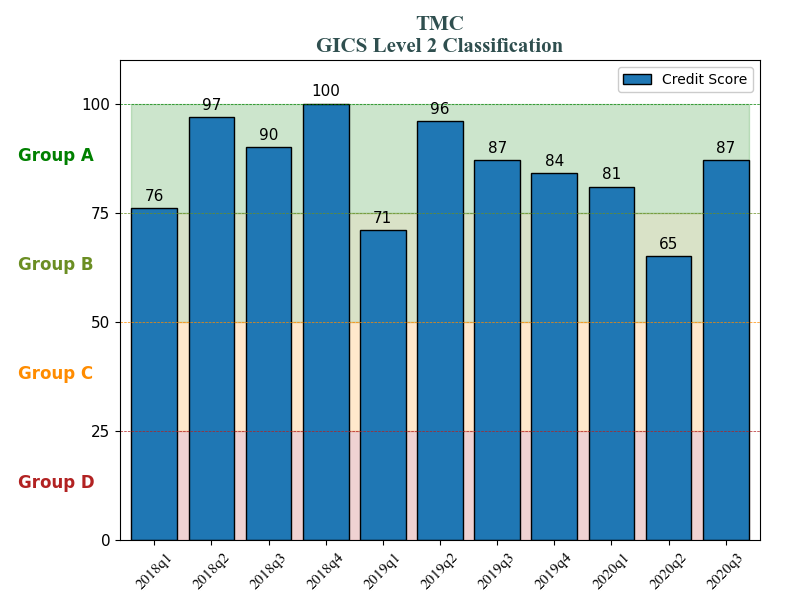 TMC
GICS Level 2 Classification
Credit Score
100
75
50
25
0
Group A
Group B
Group C
Group D
76
97
90
100
71
96
87
84
81
65
87
2018q1
2018q2
2018q3
2018q4
2019q1
2019q2
2019q3
2019q4
2020q1
2020q2
2020q3